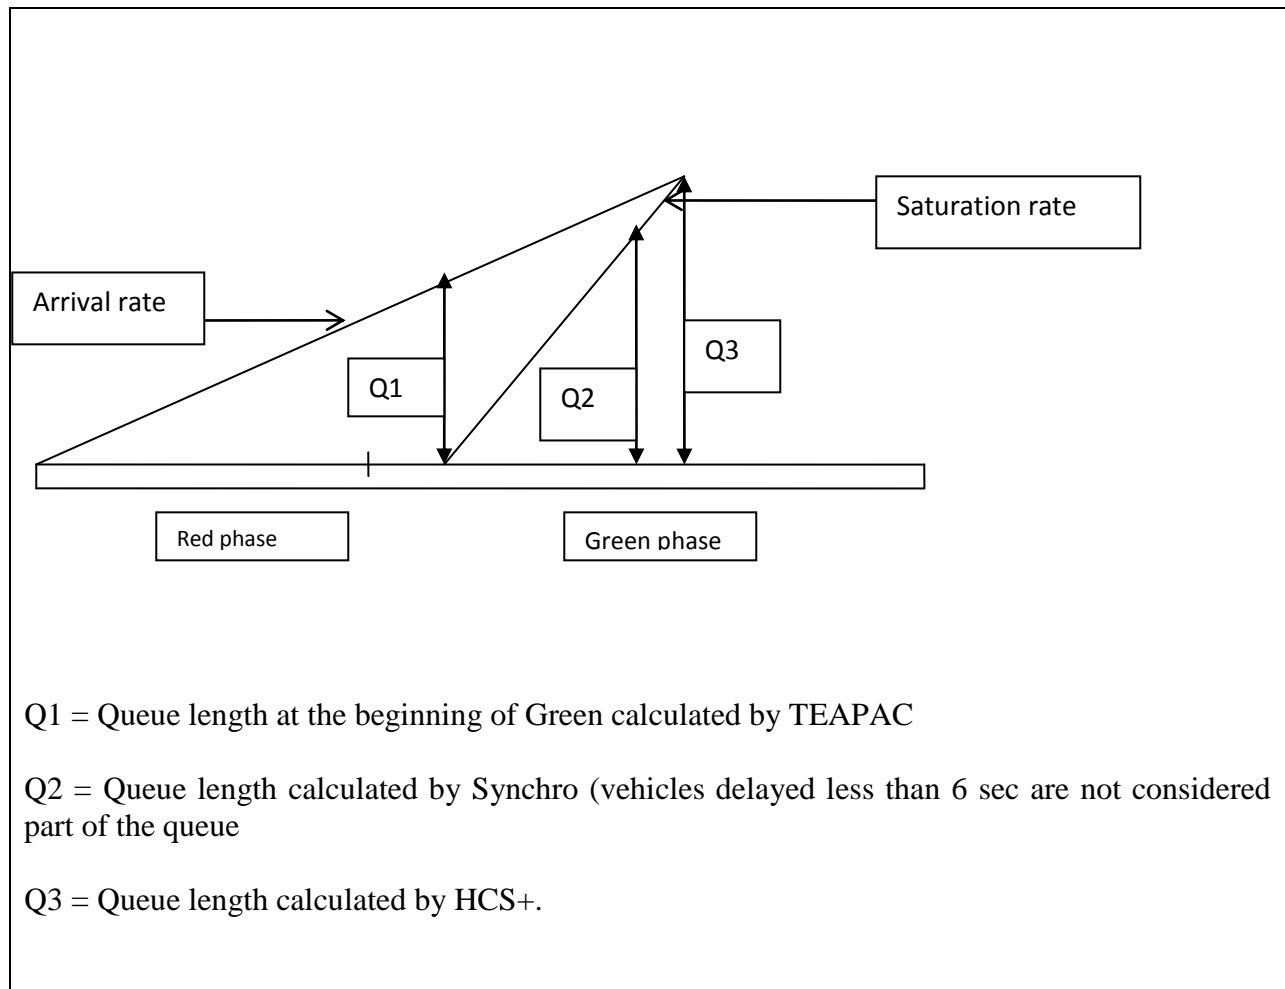 Saturation rate
Arrival rate
Q3
Q1
Q2
Red phase
Green phase
Q1 = Queue length at the beginning of Green calculated by TEAPAC
Q2 = Queue length calculated by Synchro (vehicles delayed less than 6 sec are not considered
part of the queue
Q3 = Queue length calculated by HCS+.